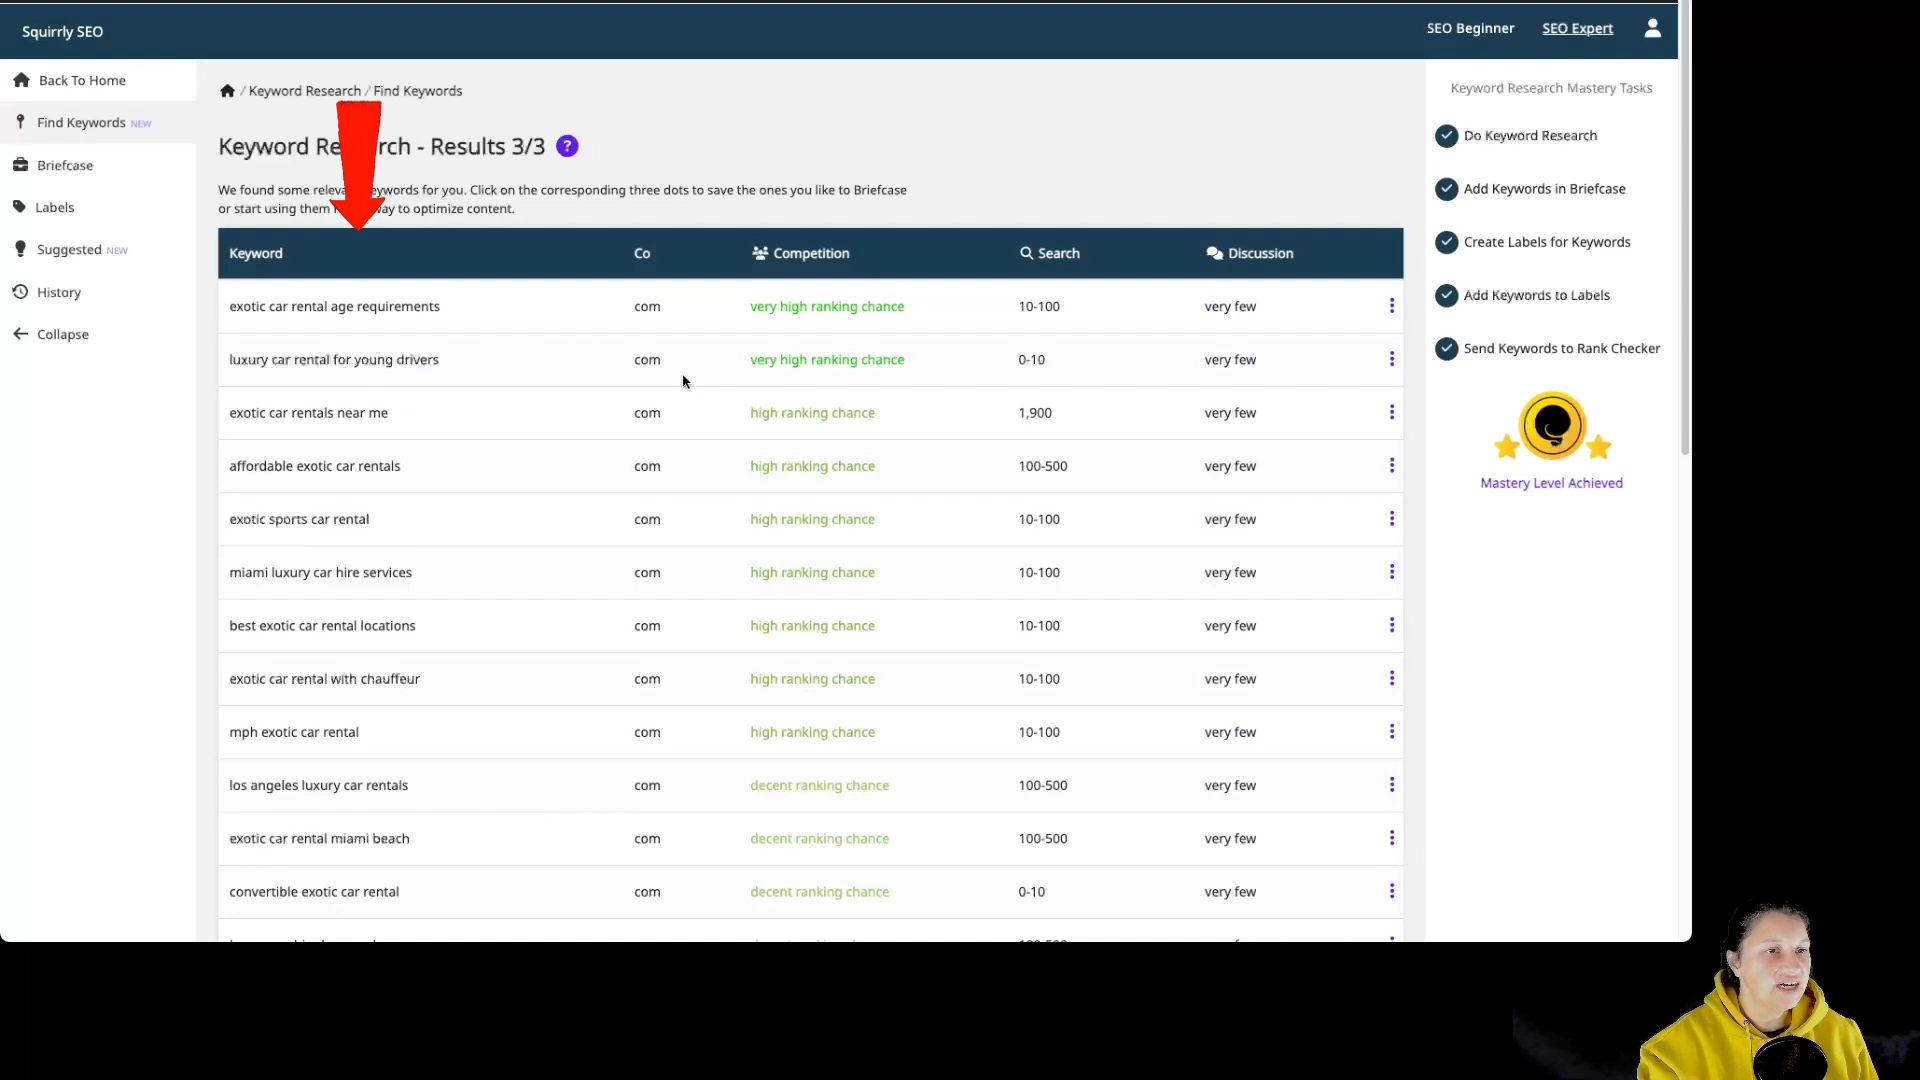 Squirrly SEO
SEO Beginner
SEO Expert
Back To Home
Find Keywords NEW
Briefcase
Labels
Suggested NEW
History
Collapse
/ Keyword Research / Find Keywords
Keyword Research - Results 3/3 ?
We found some relevant keywords for you. Click on the corresponding three dots to save the ones you like to Briefcase
or start using them right away to optimize content.
Keyword Co Competition Search Discussion
exotic car rental age requirements com very high ranking chance 10-100 very few
luxury car rental for young drivers com very high ranking chance 0-10 very few
exotic car rentals near me com high ranking chance 1,900 very few
affordable exotic car rentals com high ranking chance 100-500 very few
exotic sports car rental com high ranking chance 10-100 very few
miami luxury car hire services com high ranking chance 10-100 very few
best exotic car rental locations com high ranking chance 10-100 very few
exotic car rental with chauffeur com high ranking chance 10-100 very few
mph exotic car rental com high ranking chance 10-100 very few
los angeles luxury car rentals com decent ranking chance 100-500 very few
exotic car rental miami beach com decent ranking chance 100-500 very few
convertible exotic car rental com decent ranking chance 0-10 very few
Keyword Research Mastery Tasks
Do Keyword Research
Add Keywords in Briefcase
Create Labels for Keywords
Add Keywords to Labels
Send Keywords to Rank Checker
Mastery Level Achieved